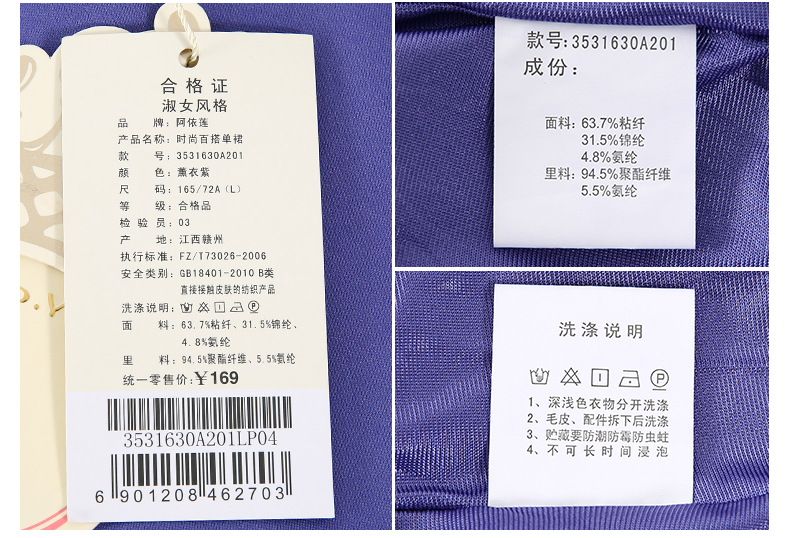 合格证
淑女风格
品 牌：阿依莲
产品名称：时尚百搭单裙
款 号：3531630A201
颜 色：薰衣紫
尺 码：165/72A（L）
等 级：合格品
检 验 员：03
产 地：江西赣州
执行标准：FZ/T73026-2006
安全类别：GB18401-2010 B类
直接接触皮肤的纺织产品
洗涤说明：
面 料：63.7%粘纤、31.5%锦纶、
4.8%氨纶
里 料：94.5%聚酯纤维、5.5%氨纶
统一零售价：￥169
3531630A201LP04
6 901208 462703
款号:3531630A201
成份：
面料：63.7%粘纤
31.5%锦纶
4.8%氨纶
里料：94.5%聚酯纤维
5.5%氨纶
洗涤说明
P
1、深浅色衣物分开洗涤
2、毛皮、配件拆下后洗涤
3、贮藏要防潮防霉防虫蛀
4、不可长时间浸泡